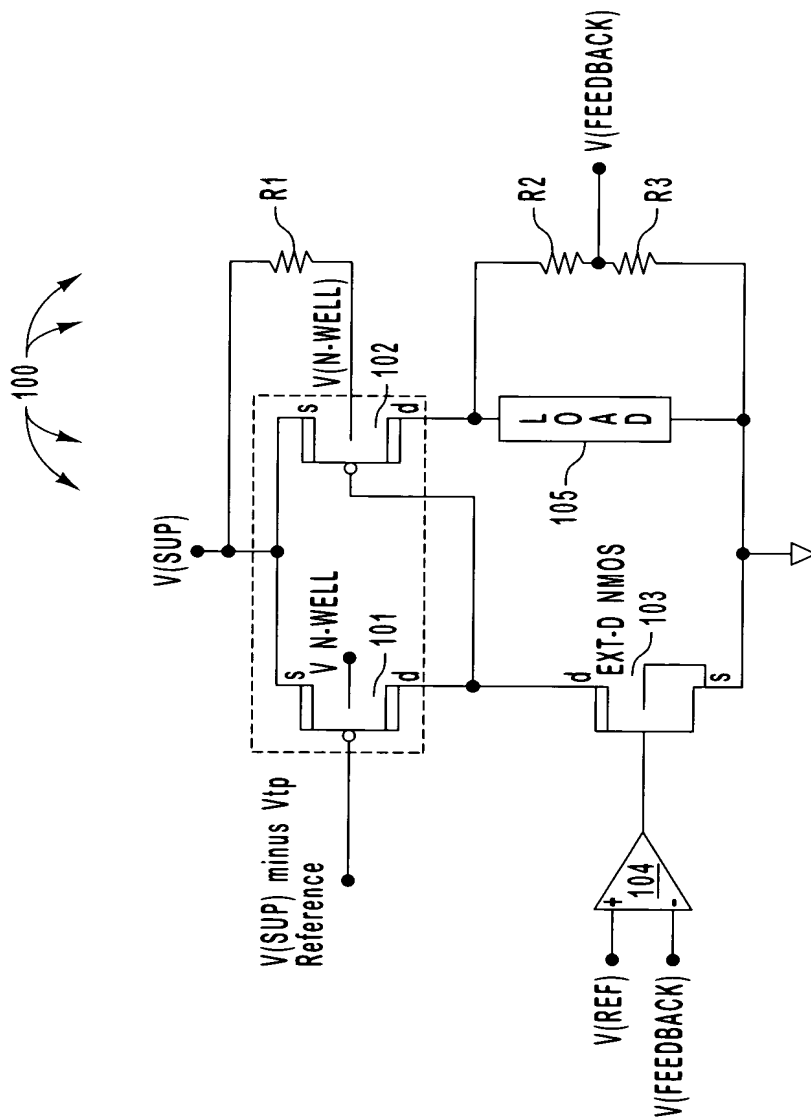 100
V(SUP)
R1
V(N-WELL)
s
s
V N-WELL
102
101
d
d
V(SUP) minus Vtp
Reference
R2
V(FEEDBACK)
R3
LOAD
105
d
EXT-D NMOS
103
s
V(REF)
+
104
-
V(FEEDBACK)